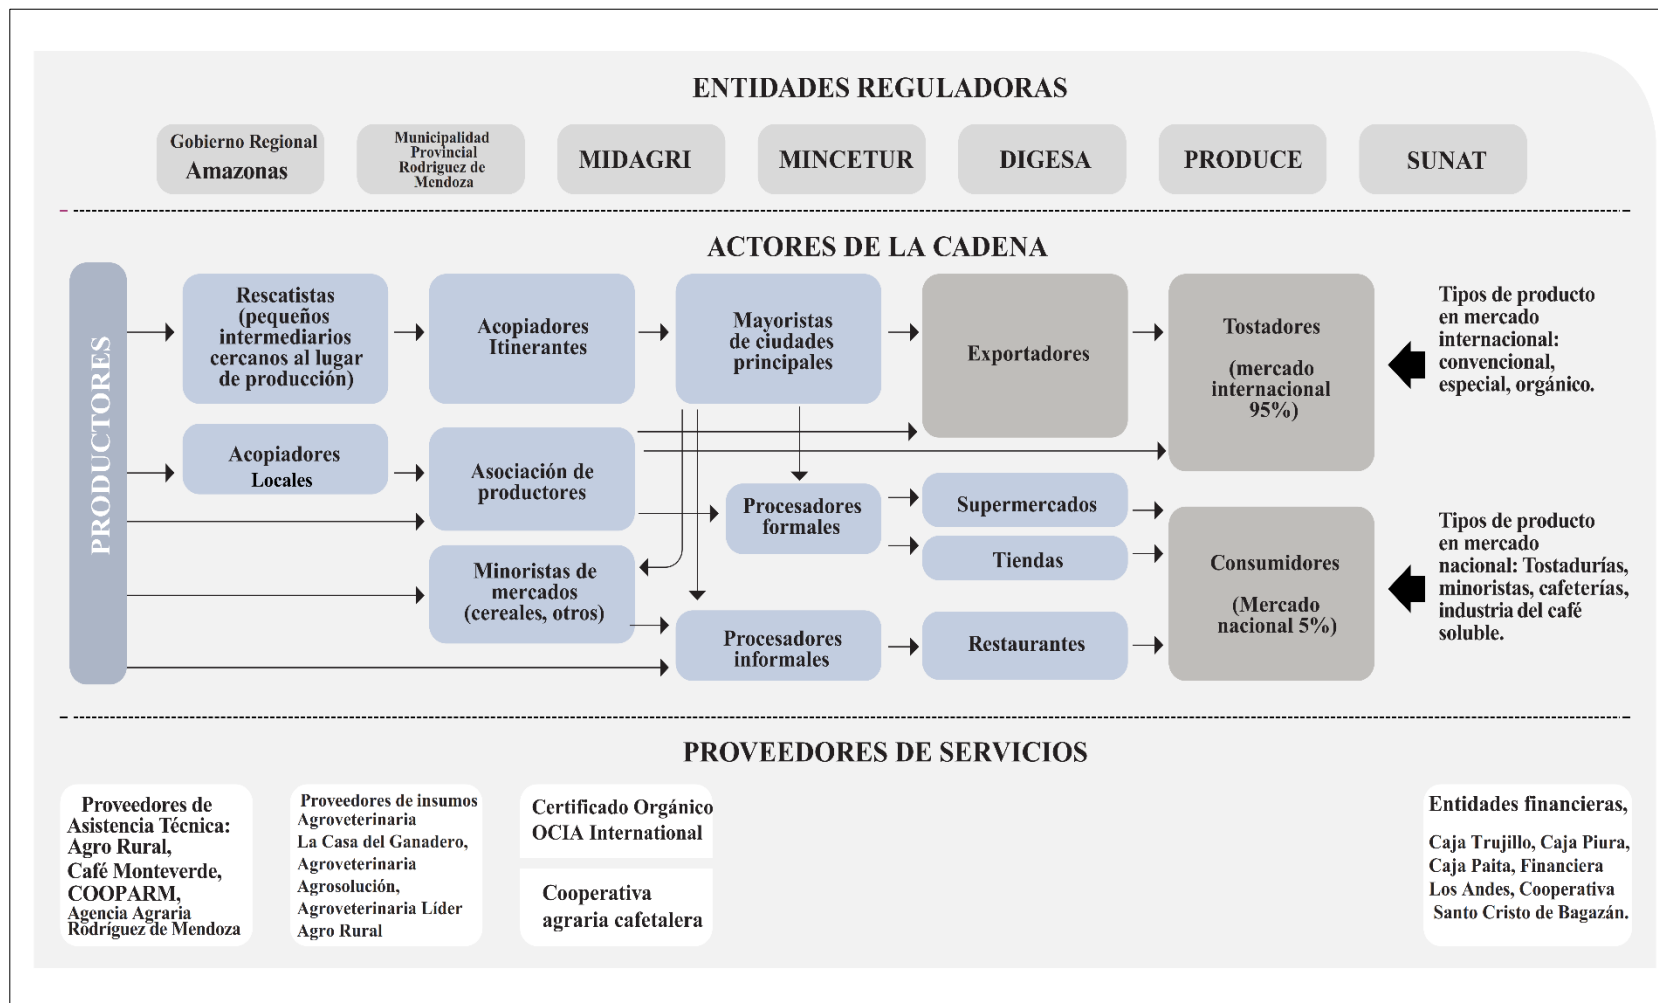 ENTIDADES REGULADORAS
Gobierno Regional
Amazonas
Municipalidad
Provincial
Rodriguez de
Mendoza
MIDAGRI
MINCETUR
DIGESA
PRODUCE
SUNAT
ACTORES DE LA CADENA
PRODUCTORES
Rescatistas
(pequeños
intermediarios
cercanos al lugar
de producción)
Acopiadores
Itinerantes
Mayoristas
de ciudades
principales
Exportadores
Tostadores
(mercado
internacional
95%)
Tipos de producto
en mercado
internacional:
convencional,
especial, orgánico.
Acopiadores
Locales
Asociación de
productores
Procesadores
formales
Supermercados
Tiendas
Minoristas de
mercados
(cereales, otros)
Procesadores
informales
Restaurantes
Consumidores
(Mercado
nacional 5%)
Tipos de producto
en mercado
nacional: Tostadurías,
minoristas, cafeterías,
industria del café
soluble.
PROVEEDORES DE SERVICIOS
Proveedores de
Asistencia Técnica:
Agro Rural,
Café Monteverde,
COOPARM,
Agencia Agraria
Rodríguez de Mendoza
Proveedores de insumos
Agroveterinaria
La Casa del Ganadero,
Agroveterinaria
Agrosolución,
Agroveterinaria Líder
Agro Rural
Certificado Orgánico
OCIA International
Cooperativa
agraria cafetalera
Entidades financieras,
Caja Trujillo, Caja Piura,
Caja Paita, Financiera
Los Andes, Cooperativa
Santo Cristo de Bagazán.